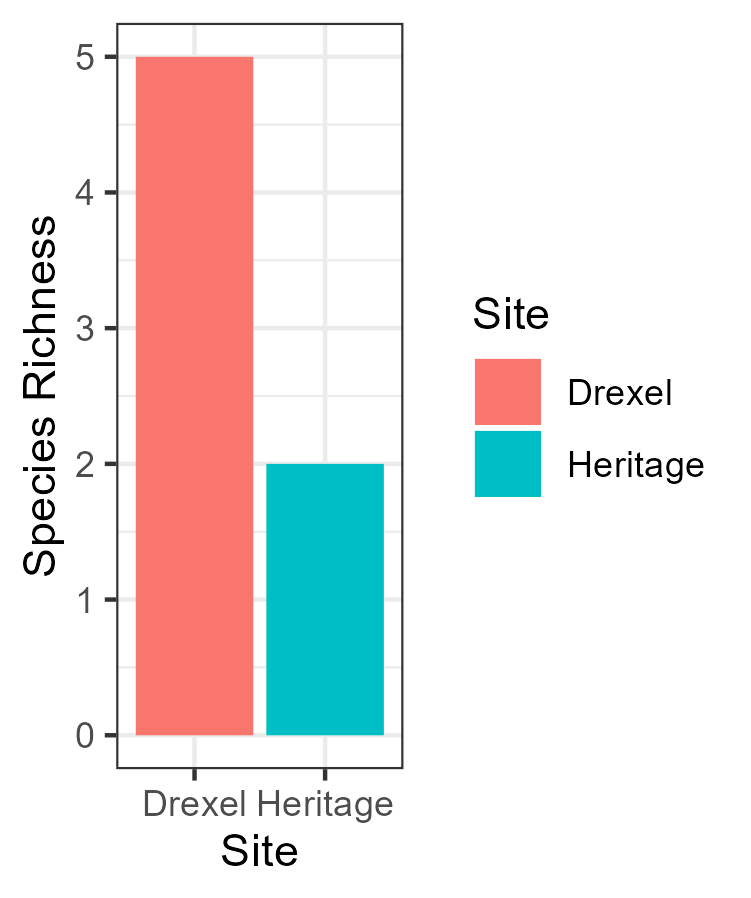 Species Richness
5
4
3
2
1
0
Drexel Heritage
Site
Site
Drexel
Heritage